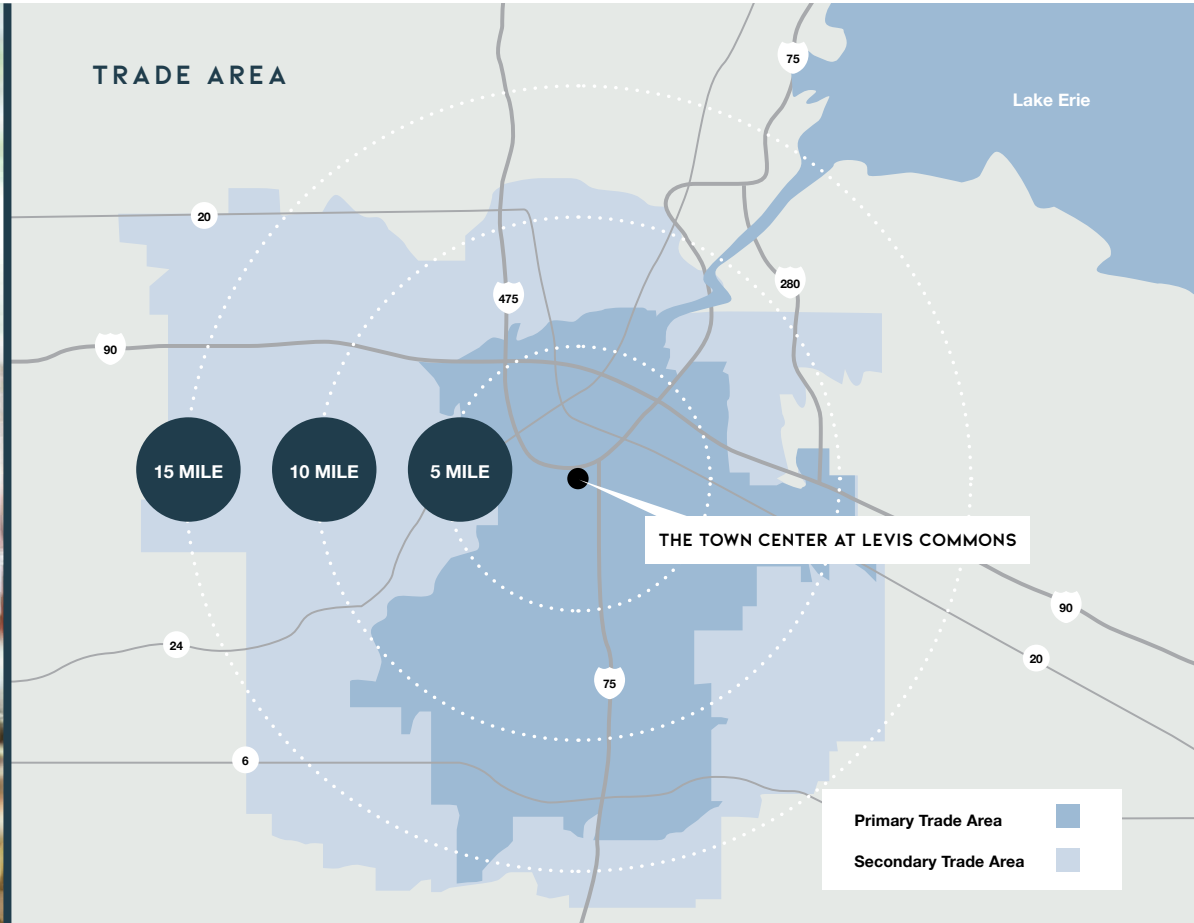 TRADE AREA
75
Lake Erie
20
280
475
90
15 MILE
10 MILE
5 MILE
THE TOWN CENTER AT LEVIS COMMONS
90
24
20
75
6
Primary Trade Area
Secondary Trade Area